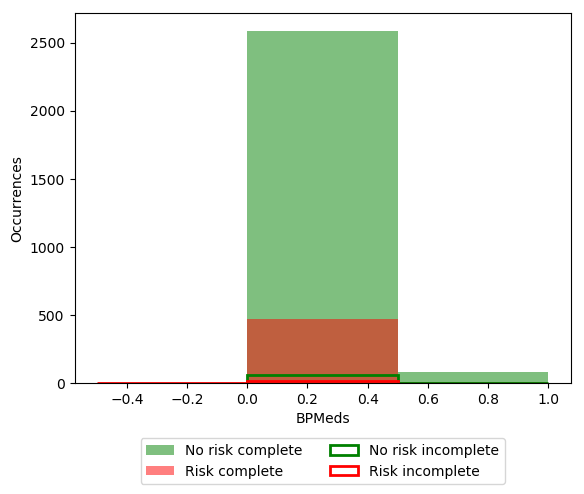 2500
2000
1500
1000
500
0
Occurrences
−0.4 −0.2 0.0 0.2 0.4 0.6 0.8 1.0
BPMeds
No risk complete No risk incomplete
Risk complete Risk incomplete